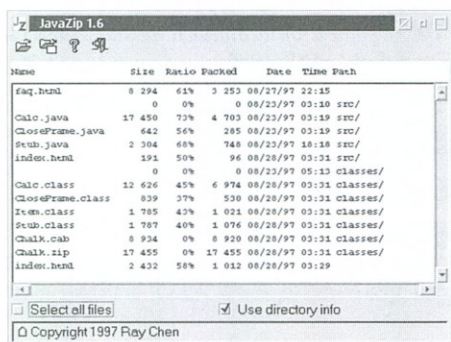 JavaZip 1.6
Name Size Ratio Packed Date Time Path
faq.html 8 294 61% 3 253 08/27/97 22:15
0 0% 0 08/23/97 03:10 src/
Calc.java 17 450 73% 4 703 08/23/97 03:19 src/
CloseFrame.java 642 56% 285 08/23/97 03:19 src/
Stub.java 2 304 68% 748 08/23/97 18:18 src/
index.html 191 50% 96 08/28/97 03:31 src/
0 0% 0 08/23/97 05:13 classes/
Calc.class 12 626 45% 6 974 08/28/97 03:31 classes/
CloseFrame.class 839 37% 530 08/28/97 03:31 classes/
Item.class 1 785 43% 1 021 08/28/97 03:31 classes/
Stub.class 1 787 40% 1 076 08/28/97 03:31 classes/
Chalk.cab 8 934 0% 8 920 08/28/97 03:31 classes/
Chalk.zip 17 455 0% 17 455 08/28/97 03:31 classes/
index.html 2 432 58% 1 012 08/28/97 03:29
Select all files Use directory info
Copyright 1997 Ray Chen